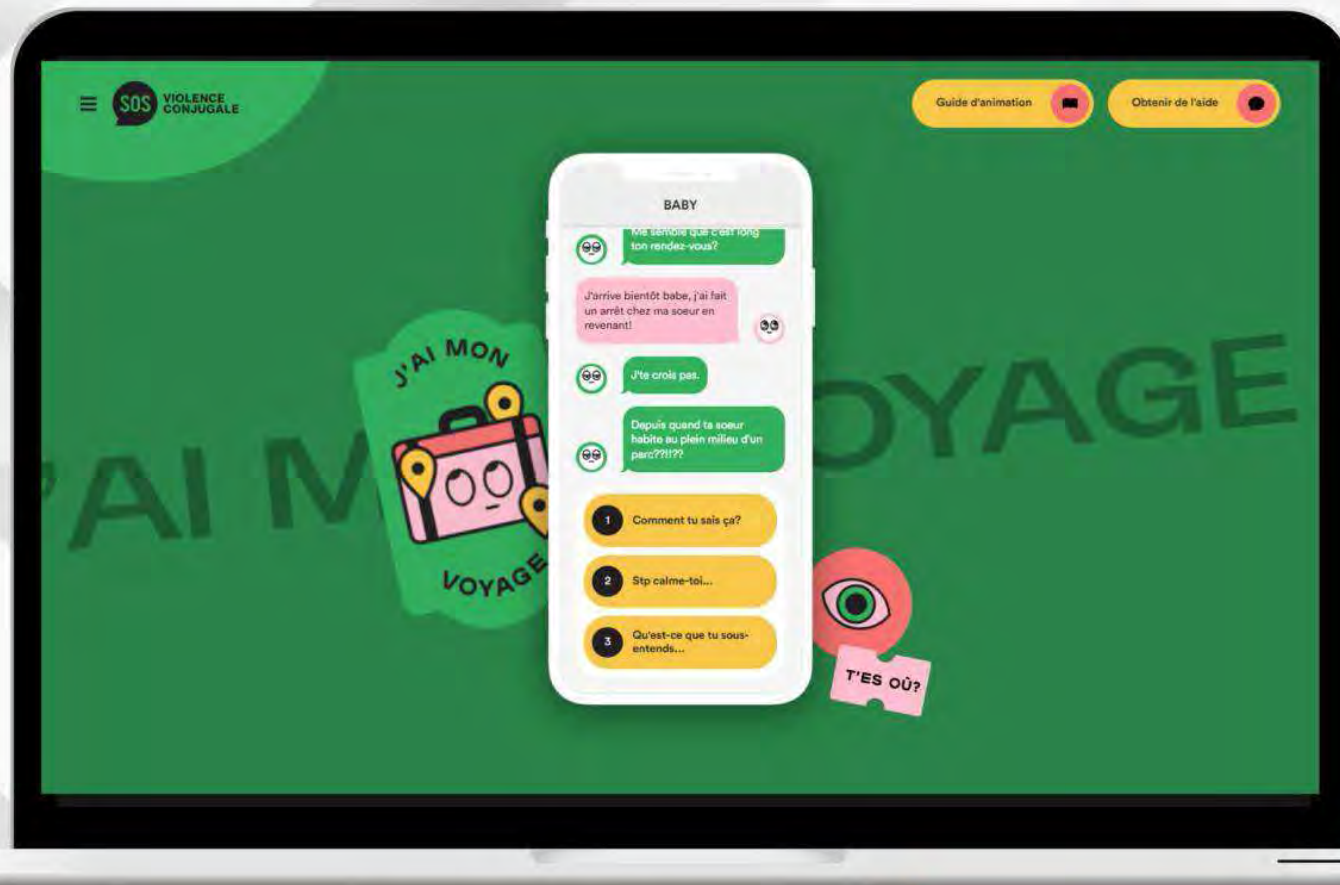 SOS
VIOLENCE
CONJUGALE
Guide d'animation
Obtenir de l'aide
BABY
Me semble que c'est long
ton rendez-vous?
J'arrive bientôt babe, j'ai fait
un arrêt chez ma soeur en
revenant!
J'te crois pas.
Depuis quand ta soeur
habite au plein milieu d'un
parc??!!??
1 Comment tu sais ça?
2 Stp calme-toi...
3 Qu'est-ce que tu sous-
entends...
J'AI MON
VOYAGE
'AI M OYAGE
T'ES OÙ?